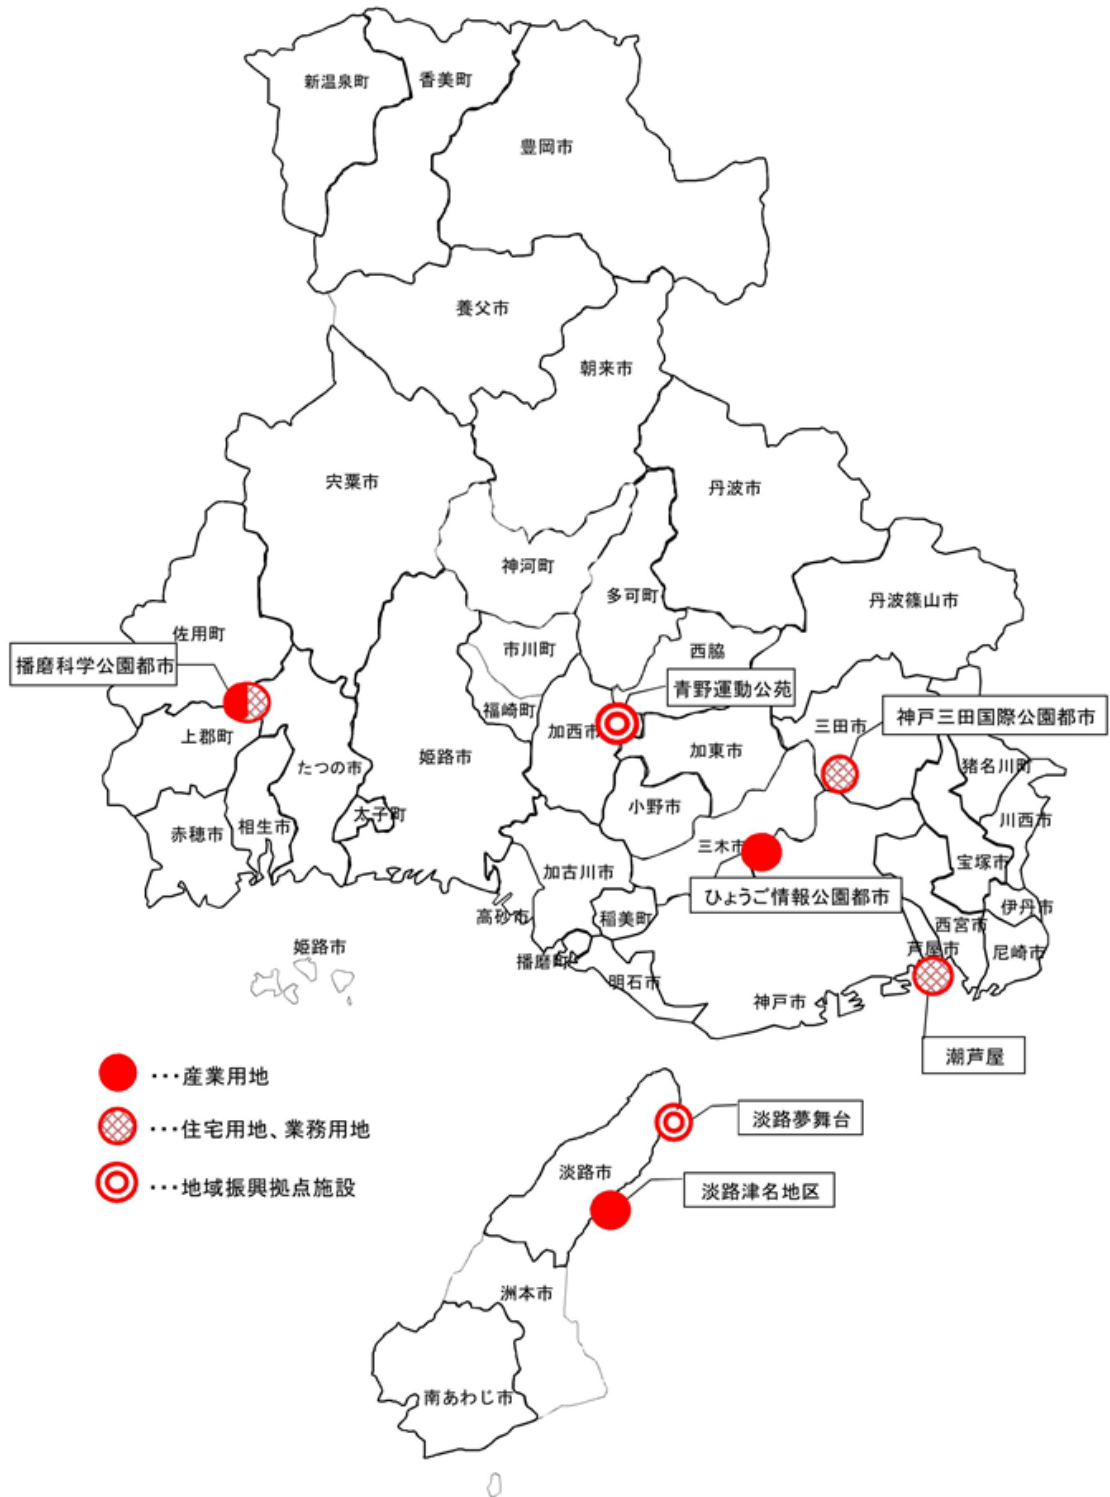 新温泉町
香美町
豊岡市
養父市
朝来市
宍粟市
丹波市
神河町
多可町
丹波篠山市
佐用町
市川町
西脇
播磨科学公園都市
青野運動公苑
福崎町
神戸三田国際公園都市
三田市
加西市
上郡町
姫路市
加東市
たつの市
猪名川町
小野市
太子町
川西市
赤穂市
相生市
三木市
宝塚市
加古川市
ひょうご情報公園都市
伊丹市
高砂市
稲美町
西宮市
芦屋市
尼崎市
姫路市
播磨町
明石市
神戸市
潮芦屋
・・・産業用地
・・・住宅用地、業務用地
・・・地域振興拠点施設
淡路夢舞台
淡路市
淡路津名地区
洲本市
南あわじ市